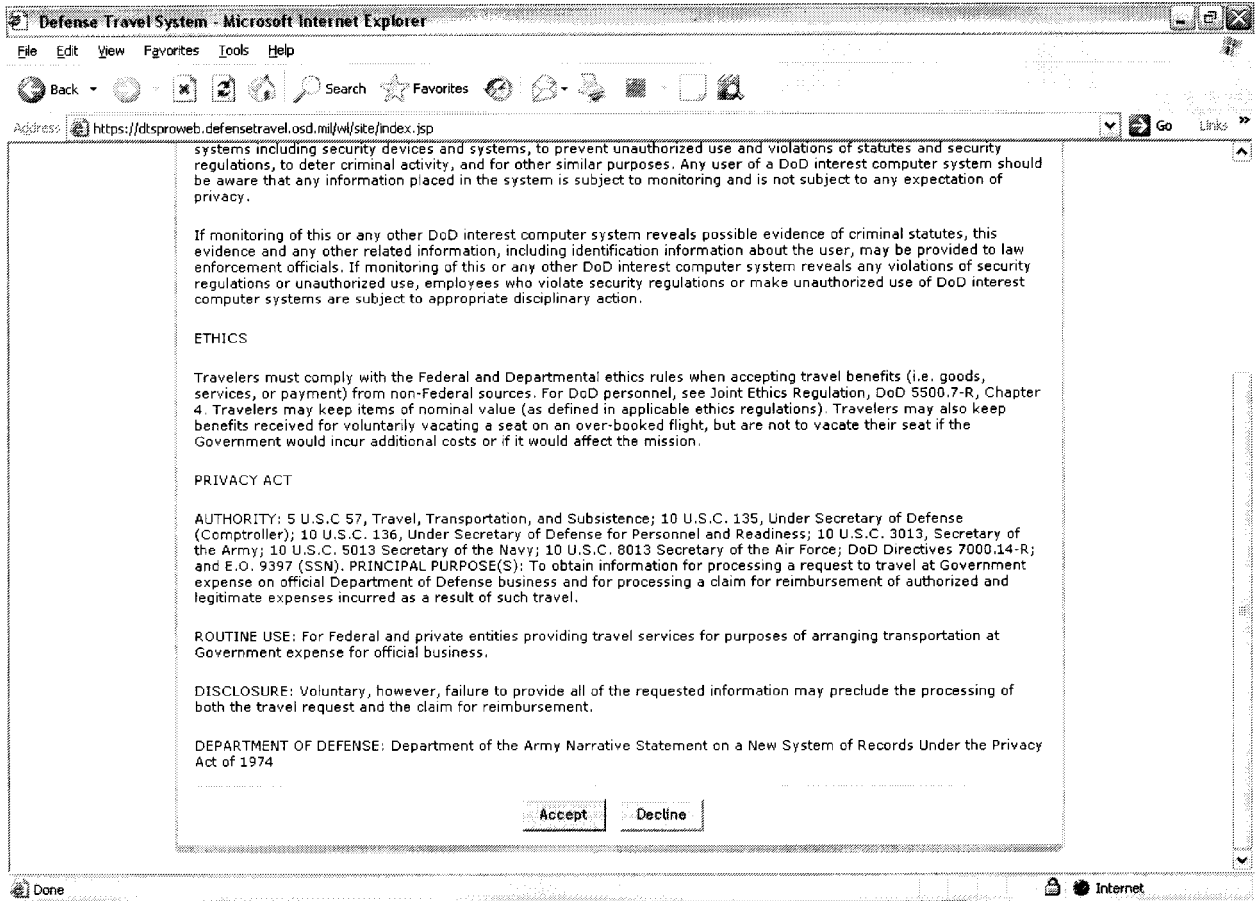 Defense Travel System - Microsoft Internet Explorer
File Edit View Favorites Tools Help
Back Search Favorites
Address https://dtsproweb.defensetravel.osd.mil/wl/site/index.jsp Go Links »
systems including security devices and systems, to prevent unauthorized use and violations of statutes and security
regulations, to deter criminal activity, and for other similar purposes. Any user of a DoD interest computer system should
be aware that any information placed in the system is subject to monitoring and is not subject to any expectation of
privacy.
If monitoring of this or any other DoD interest computer system reveals possible evidence of criminal statutes, this
evidence and any other related information, including identification information about the user, may be provided to law
enforcement officials. If monitoring of this or any other DoD interest computer system reveals any violations of security
regulations or unauthorized use, employees who violate security regulations or make unauthorized use of DoD interest
computer systems are subject to appropriate disciplinary action.
ETHICS
Travelers must comply with the Federal and Departmental ethics rules when accepting travel benefits (i.e. goods,
services, or payment) from non-Federal sources. For DoD personnel, see Joint Ethics Regulation, DoD 5500.7-R, Chapter
4. Travelers may keep items of nominal value (as defined in applicable ethics regulations). Travelers may also keep
benefits received for voluntarily vacating a seat on an over-booked flight, but are not to vacate their seat if the
Government would incur additional costs or if it would affect the mission.
PRIVACY ACT
AUTHORITY: 5 U.S.C 57, Travel, Transportation, and Subsistence; 10 U.S.C. 135, Under Secretary of Defense
(Comptroller); 10 U.S.C. 136, Under Secretary of Defense for Personnel and Readiness; 10 U.S.C. 3013, Secretary of
the Army; 10 U.S.C. 5013 Secretary of the Navy; 10 U.S.C. 8013 Secretary of the Air Force; DoD Directives 7000.14-R;
and E.O. 9397 (SSN). PRINCIPAL PURPOSE(S): To obtain information for processing a request to travel at Government
expense on official Department of Defense business and for processing a claim for reimbursement of authorized and
legitimate expenses incurred as a result of such travel.
ROUTINE USE: For Federal and private entities providing travel services for purposes of arranging transportation at
Government expense for official business.
DISCLOSURE: Voluntary, however, failure to provide all of the requested information may preclude the processing of
both the travel request and the claim for reimbursement.
DEPARTMENT OF DEFENSE: Department of the Army Narrative Statement on a New System of Records Under the Privacy
Act of 1974
Accept Decline
Done Internet